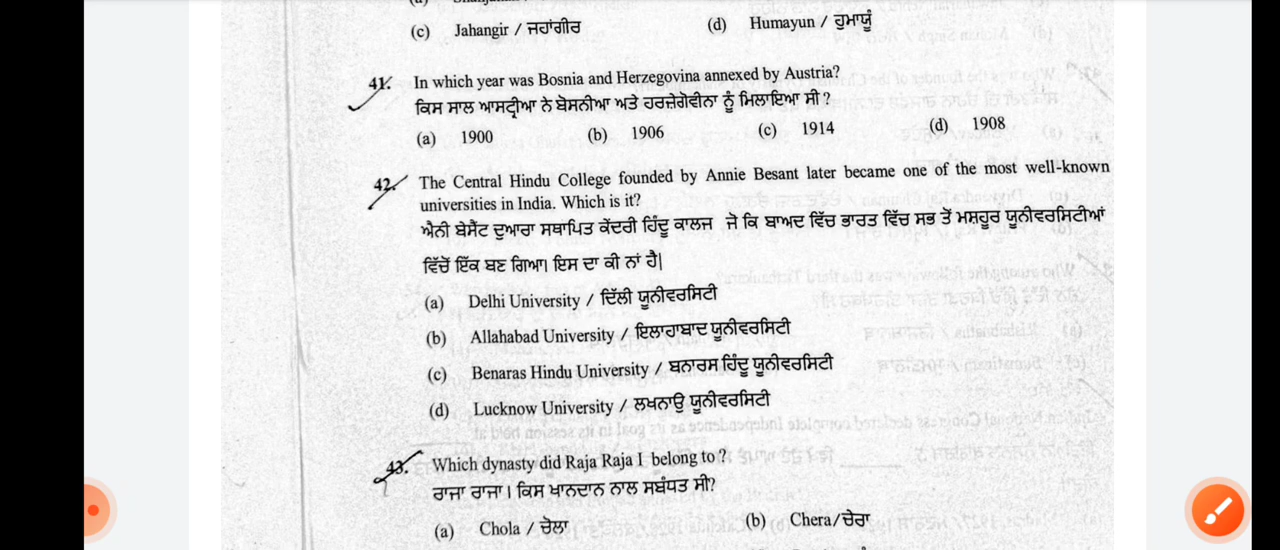 (c) Jahangir / ਜਹਾਂਗੀਰ (d) Humayun / ਹੁਮਾਯੂੰ
41. In which year was Bosnia and Herzegovina annexed by Austria?
ਕਿਸ ਸਾਲ ਆਸਟ੍ਰੀਆ ਨੇ ਬੋਸਨੀਆ ਅਤੇ ਹਰਜ਼ੇਗੋਵੀਨਾ ਨੂੰ ਮਿਲਾਇਆ ਸੀ ?
(a) 1900 (b) 1906 (c) 1914 (d) 1908
42. The Central Hindu College founded by Annie Besant later became one of the most well-known
universities in India. Which is it?
ਐਨੀ ਬੇਸੈਂਟ ਦੁਆਰਾ ਸਥਾਪਿਤ ਕੇਂਦਰੀ ਹਿੰਦੂ ਕਾਲਜ ਜੋ ਕਿ ਬਾਅਦ ਵਿੱਚ ਭਾਰਤ ਵਿੱਚ ਸਭ ਤੋਂ ਮਸ਼ਹੂਰ ਯੂਨੀਵਰਸਿਟੀਆਂ
ਵਿੱਚੋਂ ਇੱਕ ਬਣ ਗਿਆ। ਇਸ ਦਾ ਕੀ ਨਾਂ ਹੈ|
(a) Delhi University / ਦਿੱਲੀ ਯੂਨੀਵਰਸਿਟੀ
(b) Allahabad University / ਇਲਾਹਾਬਾਦ ਯੂਨੀਵਰਸਿਟੀ
(c) Benaras Hindu University / ਬਨਾਰਸ ਹਿੰਦੂ ਯੂਨੀਵਰਸਿਟੀ
(d) Lucknow University / ਲਖਨਾਉ ਯੂਨੀਵਰਸਿਟੀ
43. Which dynasty did Raja Raja I belong to ?
ਰਾਜਾ ਰਾਜਾ। ਕਿਸ ਖਾਨਦਾਨ ਨਾਲ ਸਬੰਧਤ ਸੀ?
(a) Chola / ਚੋਲਾ (b) Chera/ਚੇਰਾ